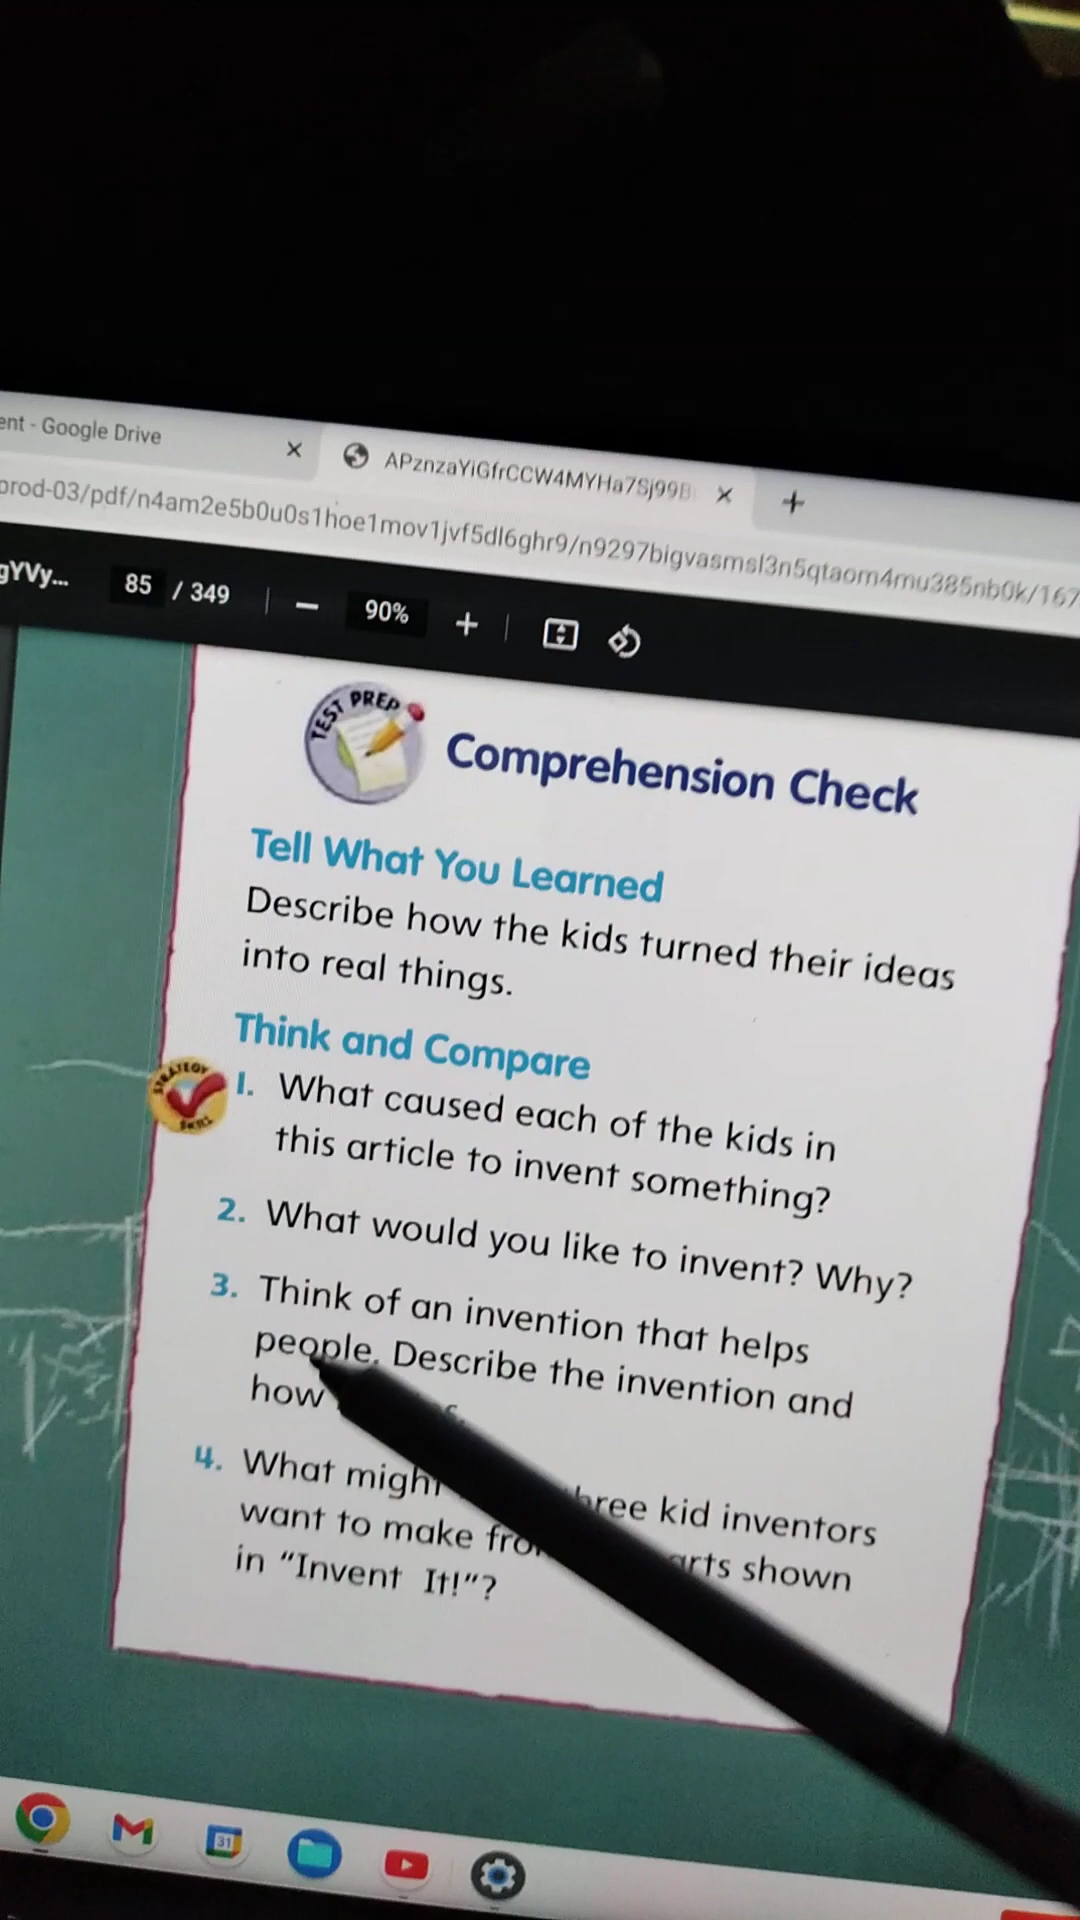 ent - Google Drive
APznzaYiGfrCCW4MYHa7Sj99B
prod-03/pdf/n4am2e5b0u0s1hoe1mov1jvf5dl6ghr9/n9297bigvasmsl3n5qtaom4mu385nb0k/167
gYVy... 85 / 349 90%
TEST PREP
Comprehension Check
Tell What You Learned
Describe how the kids turned their ideas
into real things.
Think and Compare
STRATEGY
SKILL
1. What caused each of the kids in
this article to invent something?
2. What would you like to invent? Why?
3. Think of an invention that helps
people. Describe the invention and
how
4. What might three kid inventors
want to make shown
in “Invent It!”?
31